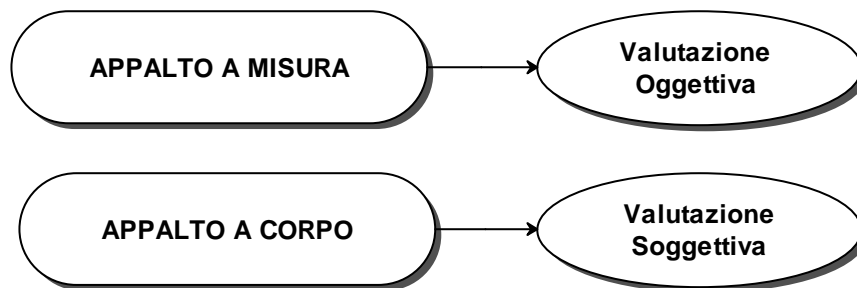 APPALTO A MISURA
Valutazione
Oggettiva
APPALTO A CORPO
Valutazione
Soggettiva